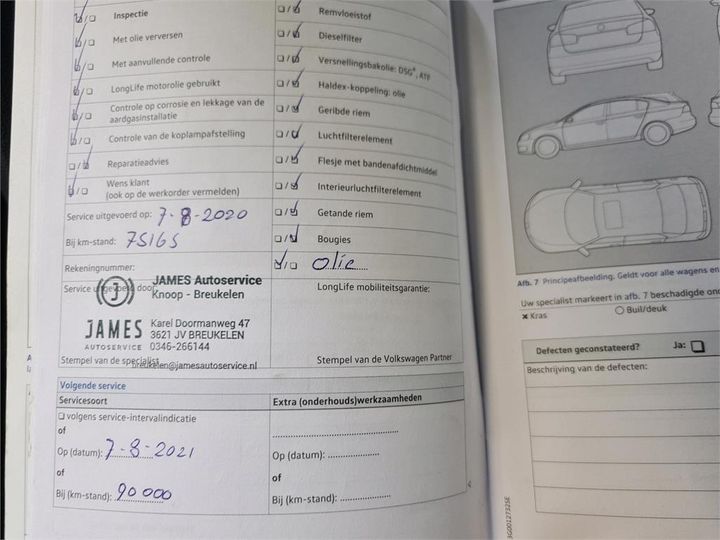 Inspectie
Met olie verversen
Met aanvullende controle
LongLife motorolie gebruikt
Controle op corrosie en lekkage van de
aardgasinstallatie
Controle van de koplampafstelling
Reparatieadvies
Wens klant
(ook op de werkorder vermelden)
Service uitgevoerd op: 7-8-2020
Bij km-stand: 75165
Rekeningnummer:
Service uitgevoerd door:
JAMES Autoservice
Knoop - Breukelen
JAMES
AUTOSERVICE
Karel Doormanweg 47
3621 JV BREUKELEN
0346-266144
breukelen@jamesautoservice.nl
Stempel van de specialist
Remvloeistof
Dieselfilter
Versnellingsbakolie: DSG®, ATF
Haldex-koppeling: olie
Geribde riem
Luchtfilterelement
Flesje met bandenafdichtmiddel
Interieurluchtfilterelement
Getande riem
Bougies
olie
LongLife mobiliteitsgarantie:
Stempel van de Volkswagen Partner
Volgende service
Servicesoort
volgens service-intervalindicatie
of
Op (datum): 7-8-2021
of
Bij (km-stand): 90000
Extra (onderhouds)werkzaamheden
Op (datum):
of
Bij (km-stand):
Afb. 7 Principeafbeelding. Geldt voor alle wagens en
Uw specialist markeert in afb. 7 beschadigde
x Kras
Buil/deuk
Defecten geconstateerd? Ja:
Beschrijving van de defecten:
3G0012732SE